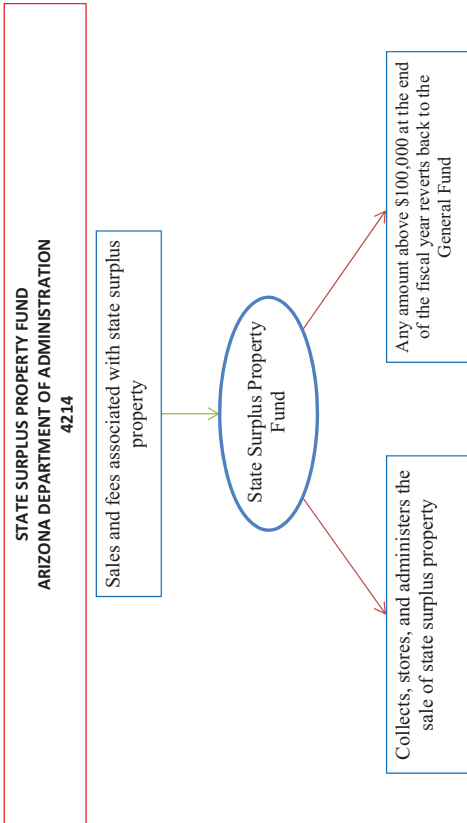 STATE SURPLUS PROPERTY FUND
ARIZONA DEPARTMENT OF ADMINISTRATION
4214
Sales and fees associated with state surplus
property
State Surplus Property
Fund
Collects, stores, and administers the
sale of state surplus property
Any amount above $100,000 at the end
of the fiscal year reverts back to the
General Fund